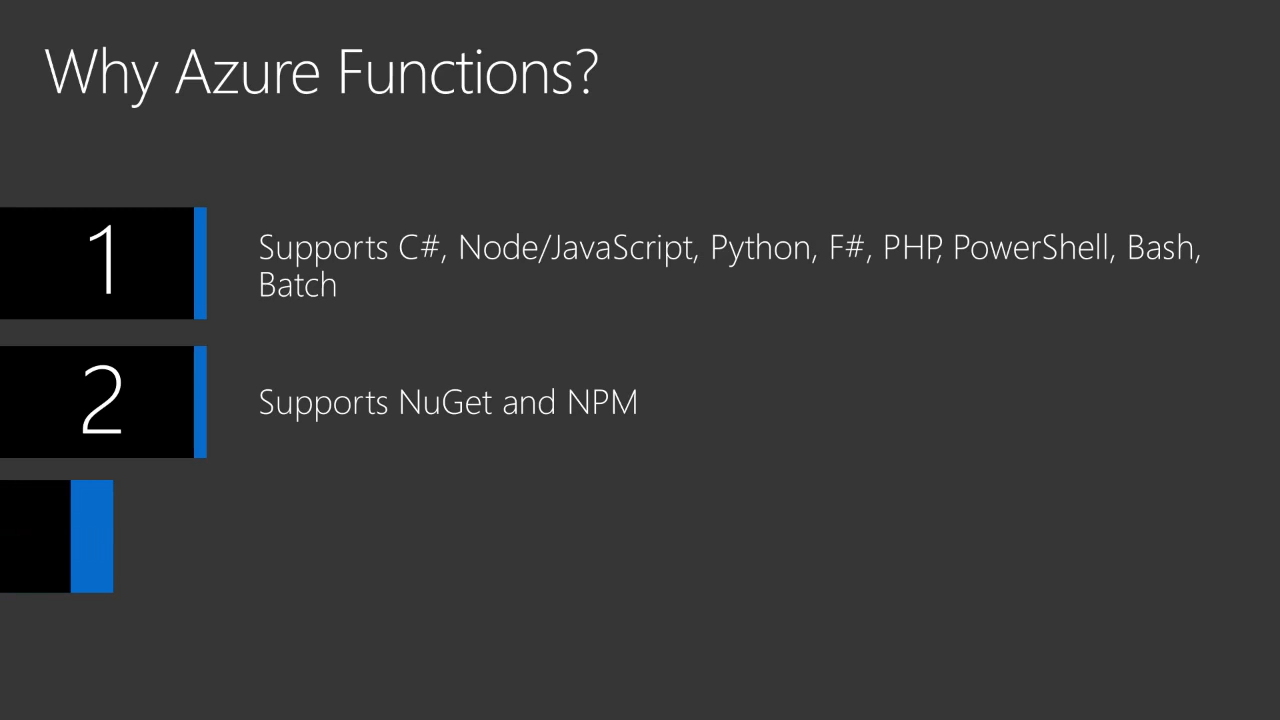 Why Azure Functions?
1
Supports C#, Node/JavaScript, Python, F#, PHP, PowerShell, Bash,
Batch
2
Supports NuGet and NPM